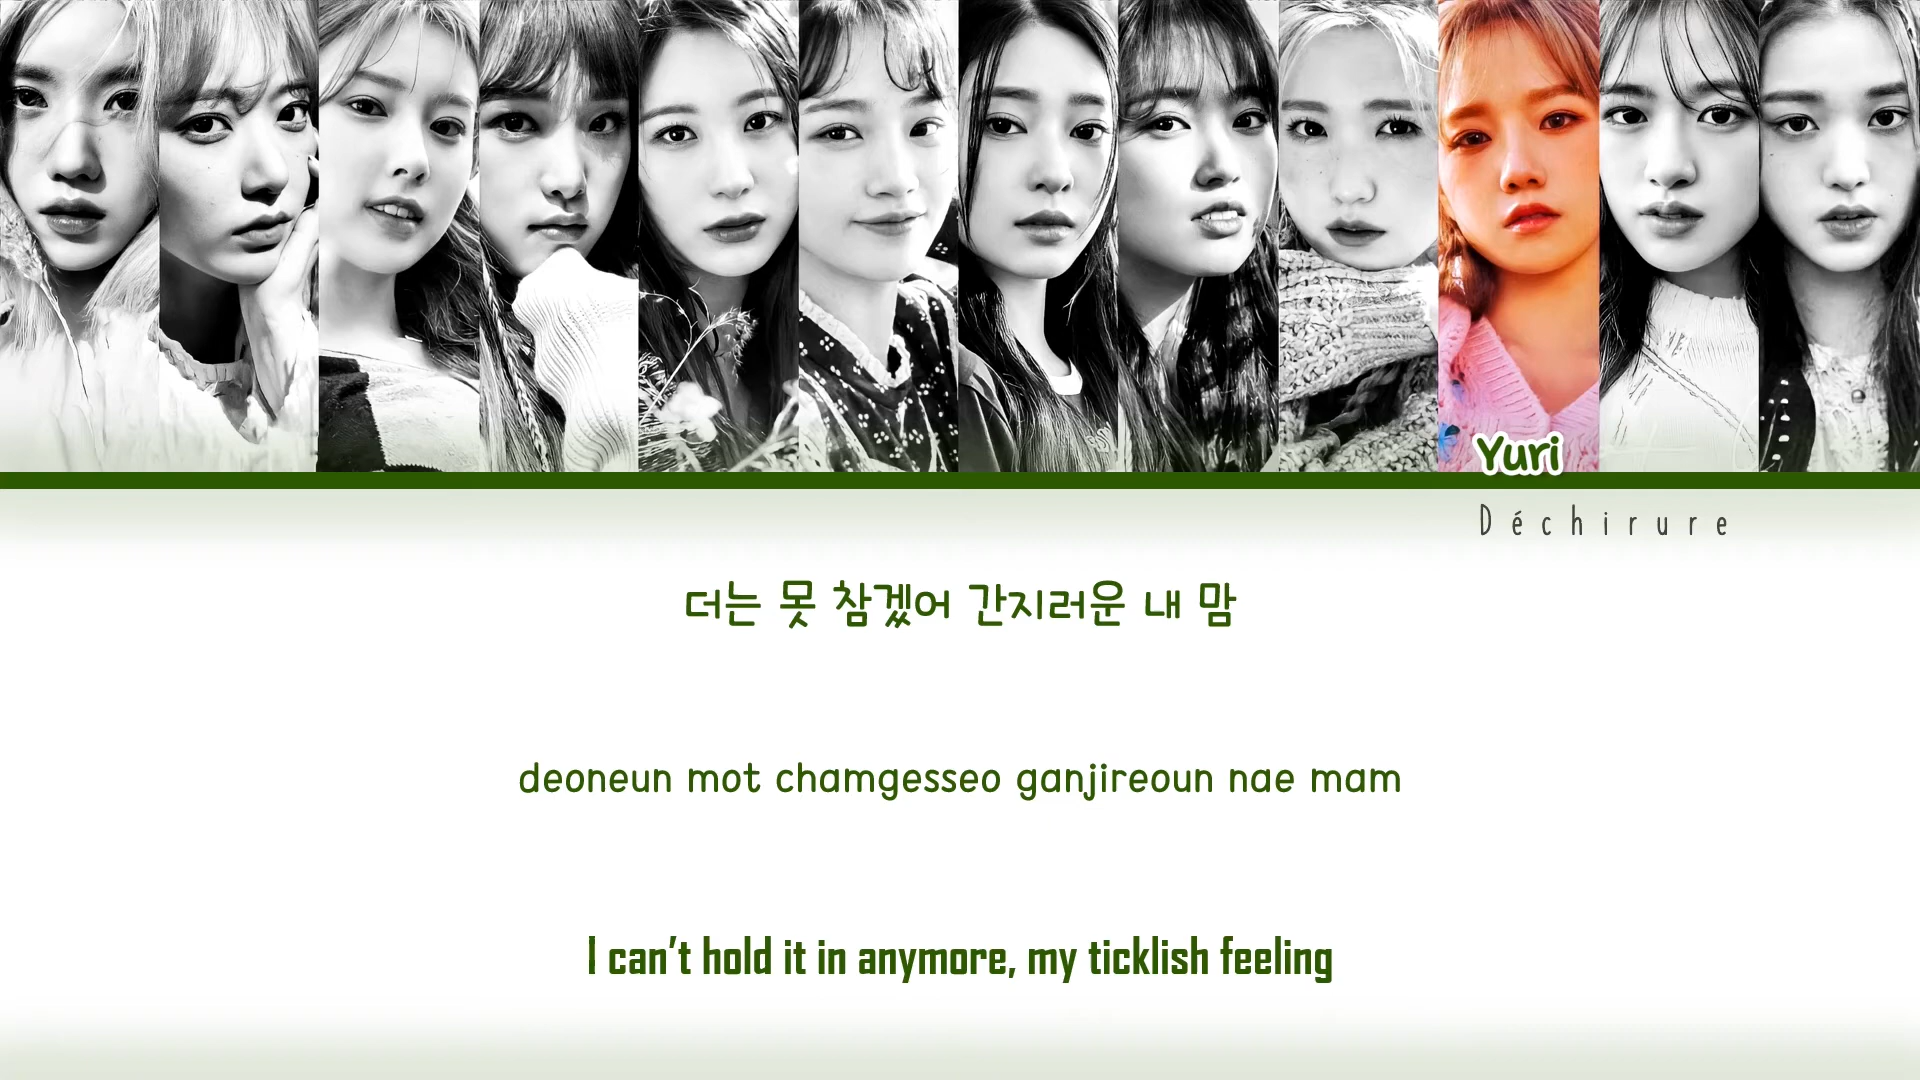 Yuri
Déchirure
더는 못 참겠어 간지러운 내 맘
deoneun mot chamgesseo ganjireoun nae mam
I can't hold it in anymore, my ticklish feeling